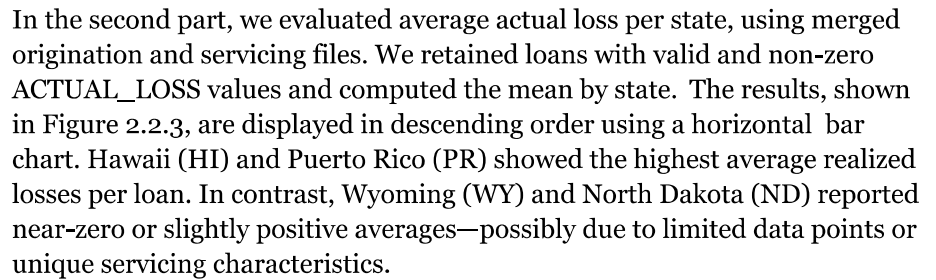 In the second part, we evaluated average actual loss per state, using merged
origination and servicing files. We retained loans with valid and non-zero
ACTUAL_LOSS values and computed the mean by state.  The results, shown
in Figure 2.2.3, are displayed in descending order using a horizontal  bar
chart. Hawaii (HI) and Puerto Rico (PR) showed the highest average realized
losses per loan. In contrast, Wyoming (WY) and North Dakota (ND) reported
near-zero or slightly positive averages—possibly due to limited data points or
unique servicing characteristics.